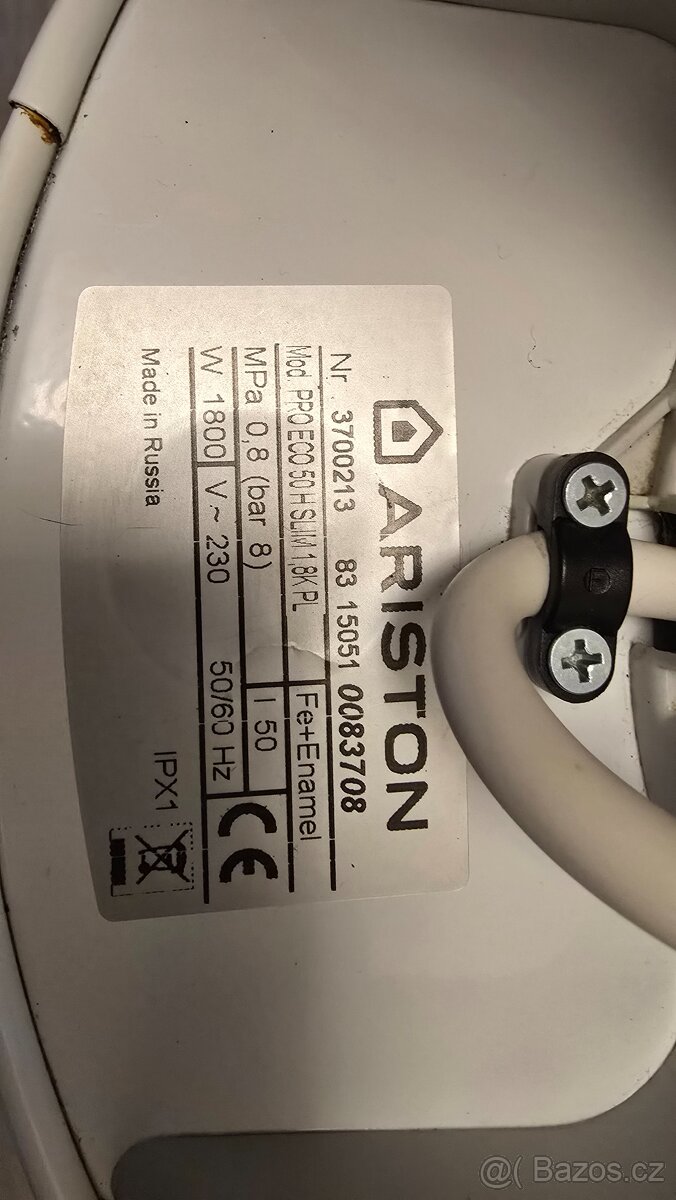 ARISTON
Nr. 3700213 83 15051 0083708
Mod. PRO ECO 50 H SLIM 1,8K PL Fe+Enamel
MPa 0,8 (bar 8) l 50
W 1800 V~ 230 50/60 Hz CE
IPX1
Made in Russia
@( Bazos.cz